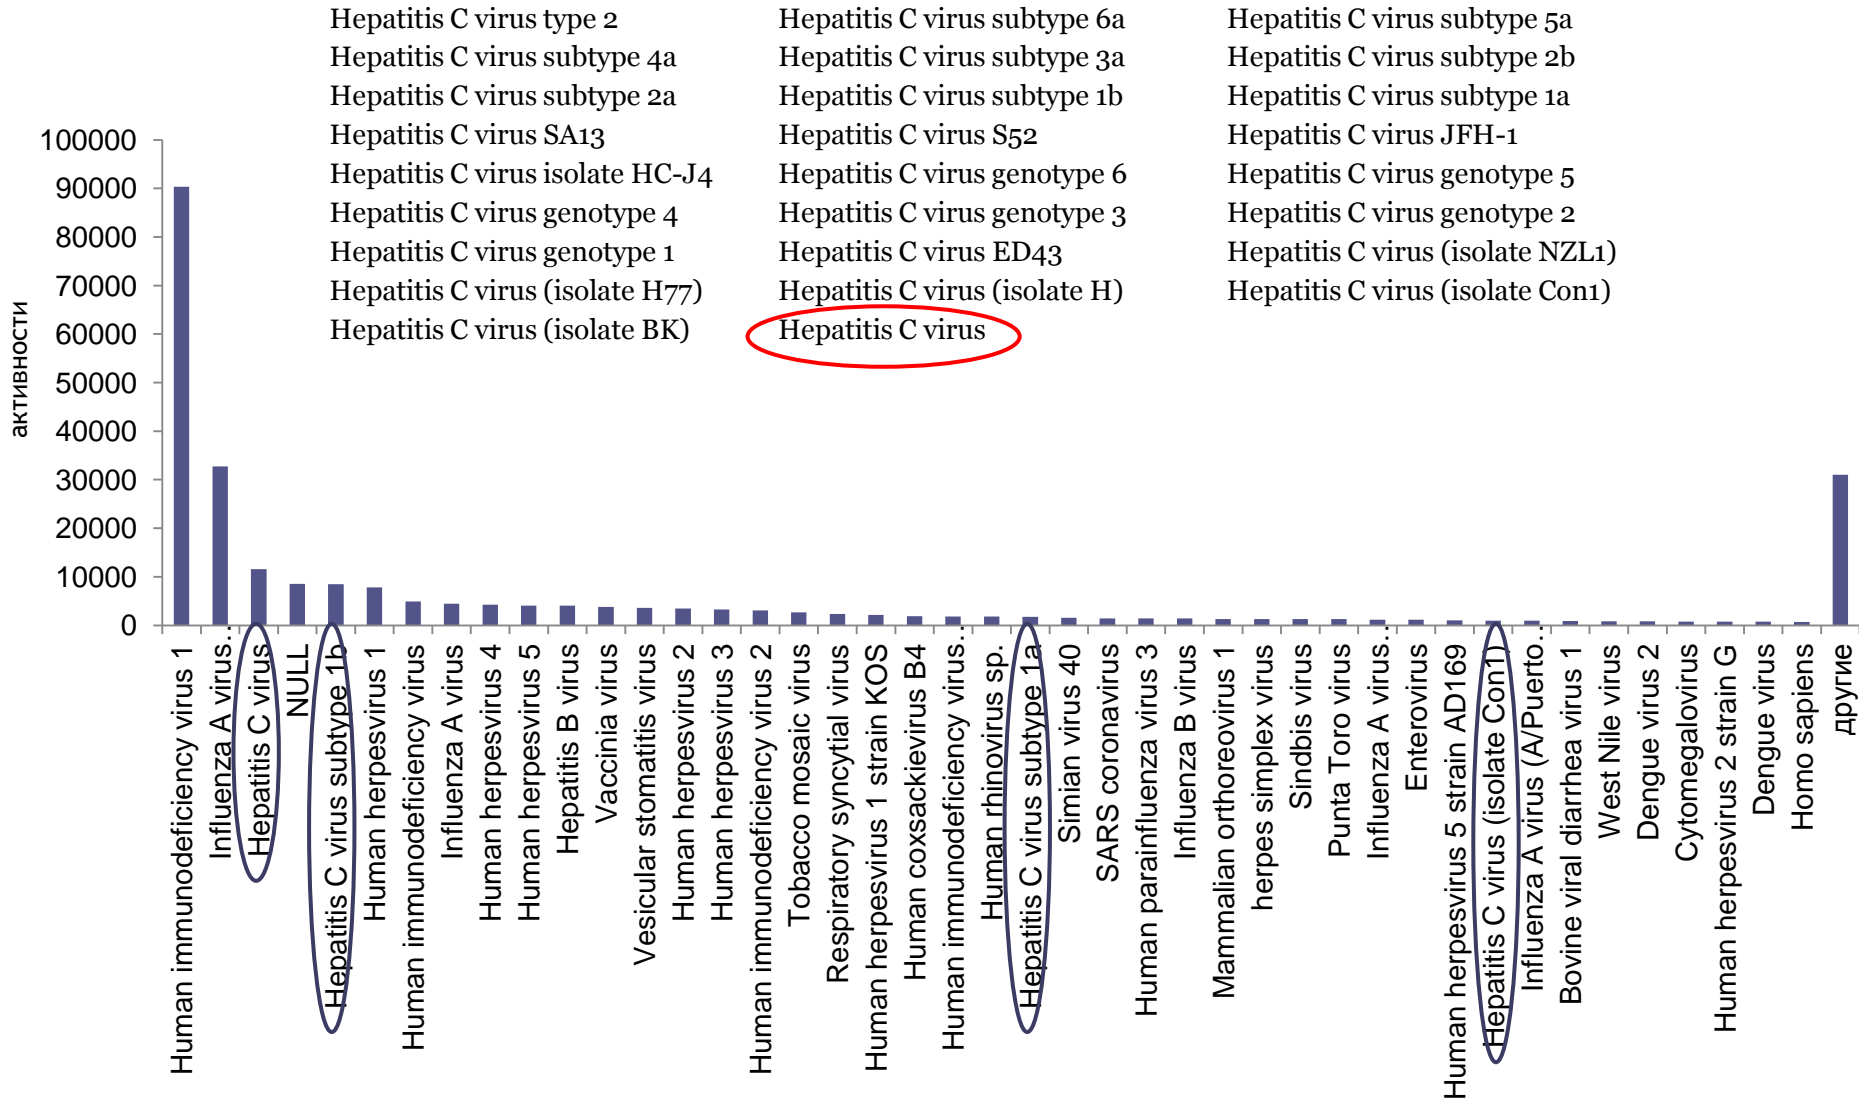 Hepatitis C virus type 2 Hepatitis C virus subtype 6a Hepatitis C virus subtype 5a
Hepatitis C virus subtype 4a Hepatitis C virus subtype 3a Hepatitis C virus subtype 2b
Hepatitis C virus subtype 2a Hepatitis C virus subtype 1b Hepatitis C virus subtype 1a
Hepatitis C virus SA13 Hepatitis C virus S52 Hepatitis C virus JFH-1
Hepatitis C virus isolate HC-J4 Hepatitis C virus genotype 6 Hepatitis C virus genotype 5
Hepatitis C virus genotype 4 Hepatitis C virus genotype 3 Hepatitis C virus genotype 2
Hepatitis C virus genotype 1 Hepatitis C virus ED43 Hepatitis C virus (isolate NZL1)
Hepatitis C virus (isolate H77) Hepatitis C virus (isolate H) Hepatitis C virus (isolate Con1)
Hepatitis C virus (isolate BK) Hepatitis C virus
активности
100000
90000
80000
70000
60000
50000
40000
30000
20000
10000
0
Human immunodeficiency virus 1
Influenza A virus…
Hepatitis C virus
NULL
Hepatitis C virus subtype 1b
Human herpesvirus 1
Human immunodeficiency virus
Influenza A virus
Human herpesvirus 4
Human herpesvirus 5
Hepatitis B virus
Vaccinia virus
Vesicular stomatitis virus
Human herpesvirus 2
Human herpesvirus 3
Human immunodeficiency virus 2
Tobacco mosaic virus
Respiratory syncytial virus
Human herpesvirus 1 strain KOS
Human coxsackievirus B4
Human immunodeficiency virus…
Human rhinovirus sp.
Hepatitis C virus subtype 1a
Simian virus 40
SARS coronavirus
Human parainfluenza virus 3
Influenza B virus
Mammalian orthoreovirus 1
herpes simplex virus
Sindbis virus
Punta Toro virus
Influenza A virus…
Enterovirus
Human herpesvirus 5 strain AD169
Hepatitis C virus (isolate Con1)
Influenza A virus (A/Puerto…
Bovine viral diarrhea virus 1
West Nile virus
Dengue virus 2
Cytomegalovirus
Human herpesvirus 2 strain G
Dengue virus
Homo sapiens
другие